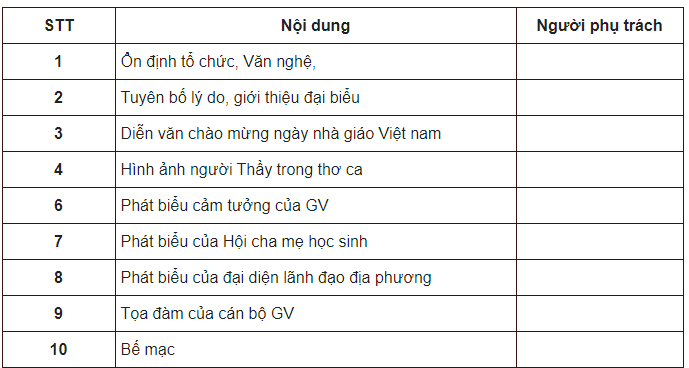 STT Nội dung Người phụ trách
1 Ổn định tổ chức, Văn nghệ,
2 Tuyên bố lý do, giới thiệu đại biểu
3 Diễn văn chào mừng ngày nhà giáo Việt nam
4 Hình ảnh người Thầy trong thơ ca
6 Phát biểu cảm tưởng của GV
7 Phát biểu của Hội cha mẹ học sinh
8 Phát biểu của đại diện lãnh đạo địa phương
9 Tọa đàm của cán bộ GV
10 Bế mạc